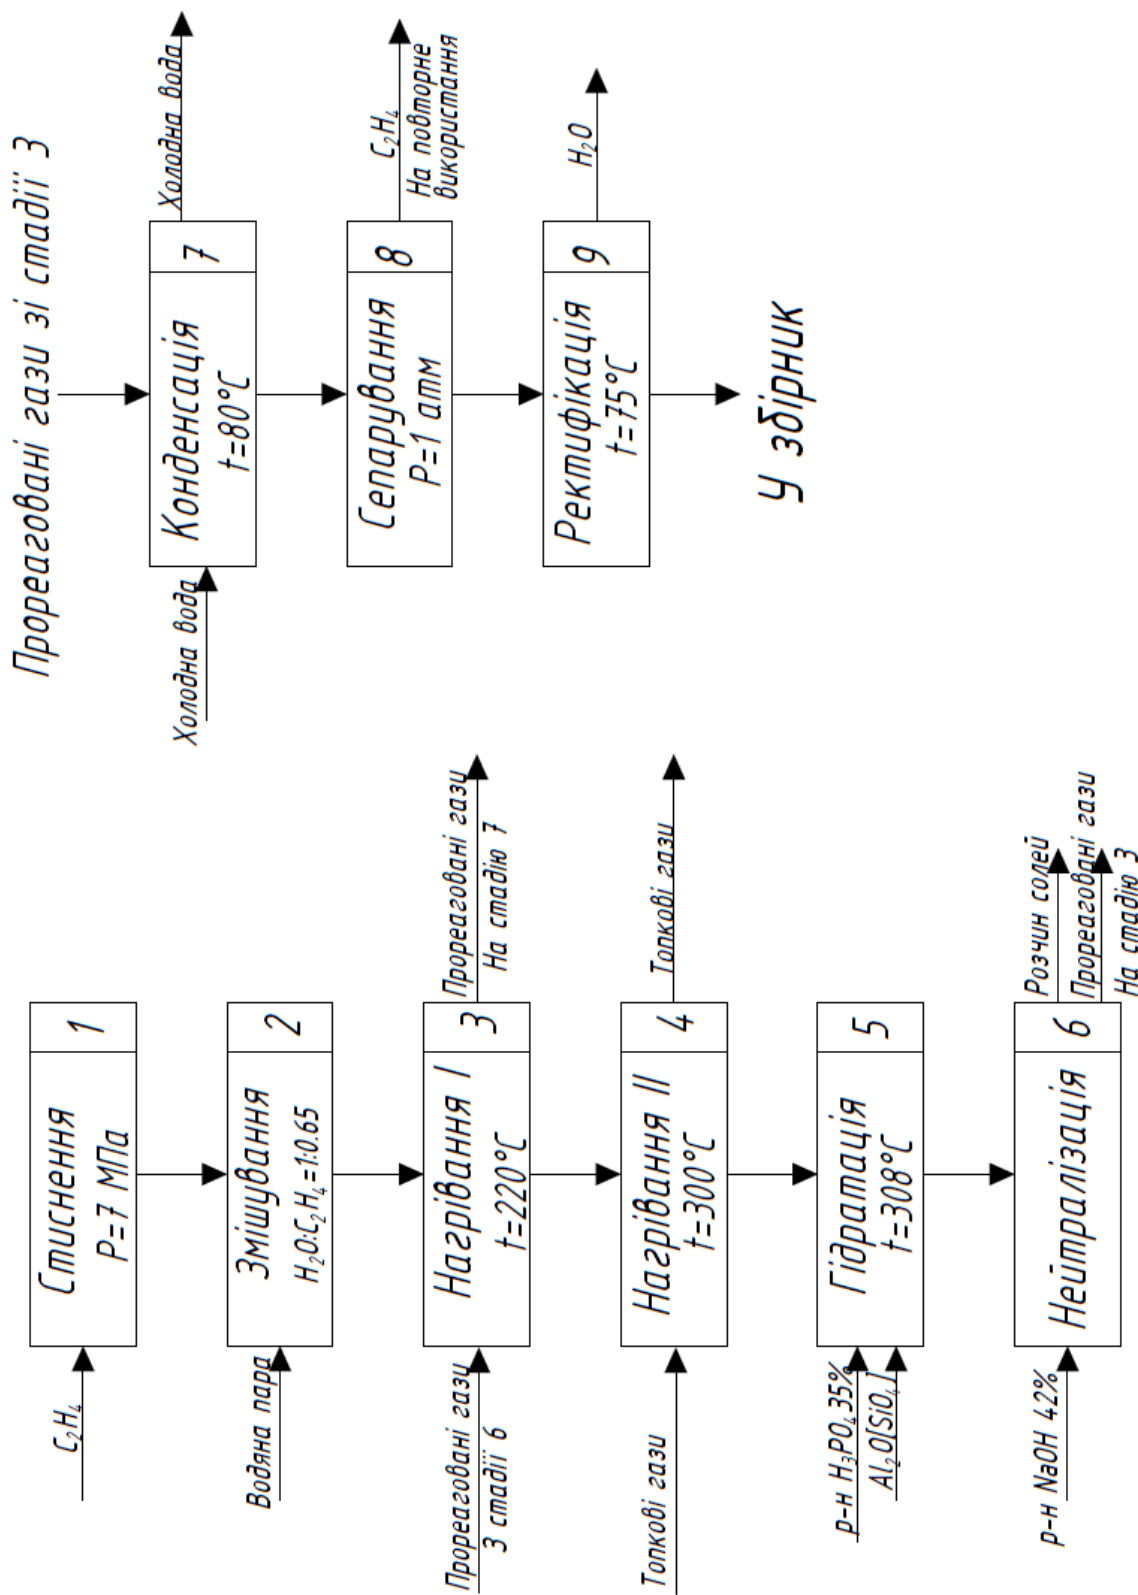 C₂H₄
Стиснення
P=7 МПа
1
Водяна пара
Змішування
H₂O:C₂H₄=1:0.65
2
Прореаговані гази
З стадії 6
Нагрівання I
t=220°C
3
Прореаговані гази
На стадію 7
Топкові гази
Нагрівання II
t=300°C
4
Топкові гази
р-н H₃PO₄ 35%
Al₂O[SiO₄]
Гідратація
t=308°C
5
р-н NaOH 42%
Нейтралізація
6
Розчин солей
Прореаговані гази
На стадію 3
Прореаговані гази зі стадії 3
Холодна вода
Конденсація
t=80°C
7
Холодна вода
Сепарування
P=1 атм
8
C₂H₄
На повторне
використання
Ректифікація
t=75°C
9
H₂O
У збірник